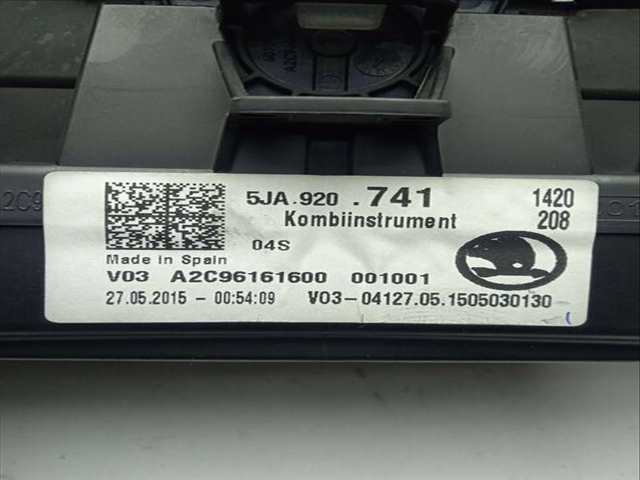 5JA.920 .741 1420
Kombiinstrument 208
04S
Made in Spain
V03 A2C96161600 001001
27.05.2015 - 00:54:09 V03-04127.05.1505030130